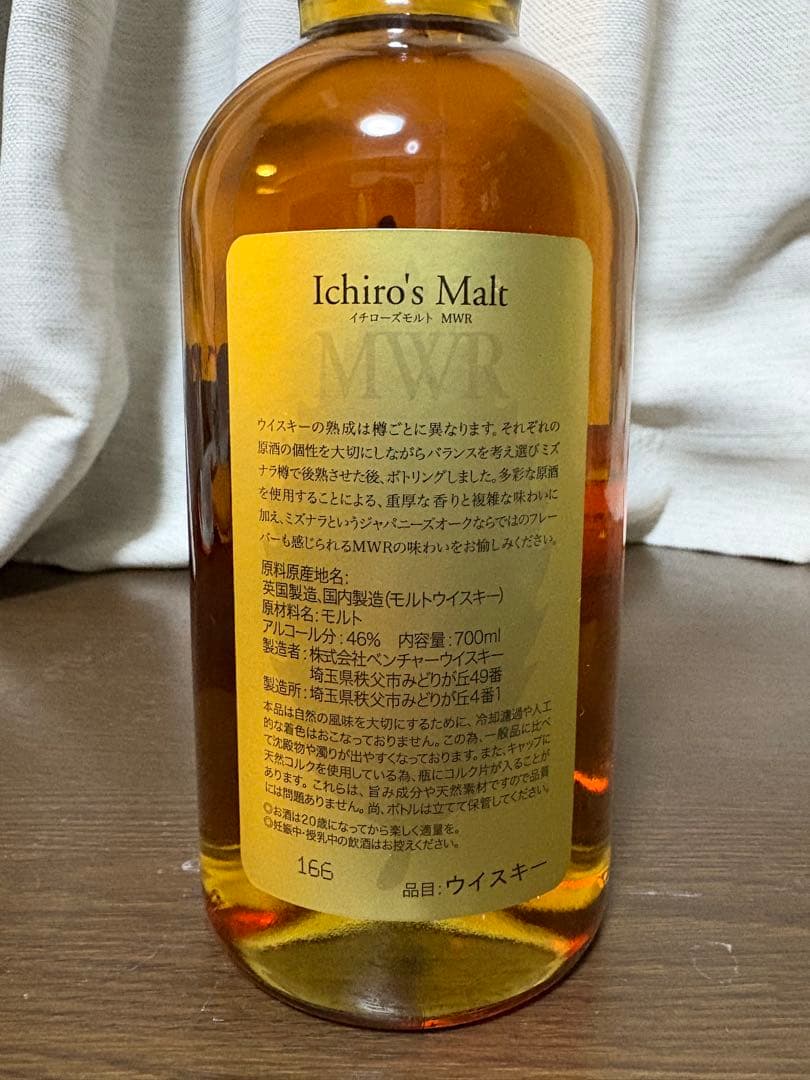 Ichiro's Malt
イチローズモルト MWR
MWR
ウイスキーの熟成は樽ごとに異なります。それぞれの
原酒の個性を大切にしながらバランスを考え選びミズ
ナラ樽で後熟させた後、ボトリングしました。多彩な原酒
を使用することによる、重厚な香りと複雑な味わいに
加え、ミズナラというジャパニーズオークならではのフレー
バーも感じられるMWRの味わいをお愉しみください。
原料原産地名:
英国製造、国内製造(モルトウイスキー)
原材料名:モルト
アルコール分:46% 内容量:700ml
製造者:株式会社ベンチャーウイスキー
埼玉県秩父市みどりが丘49番
製造所:埼玉県秩父市みどりが丘4番1
本品は自然の風味を大切にするために、冷却濾過や人工
的な着色はおこなっておりません。この為、一般品に比べ
て沈殿物や濁りが出やすくなっております。また、キャップに
天然コルクを使用している為、瓶にコルク片が入ることが
あります。これらは、旨み成分や天然素材ですので品質
には問題ありません。尚、ボトルは立てて保管してください。
◎お酒は20歳になってから楽しく適量を。
◎妊娠中・授乳中の飲酒はお控えください。
166
品目:ウイスキー